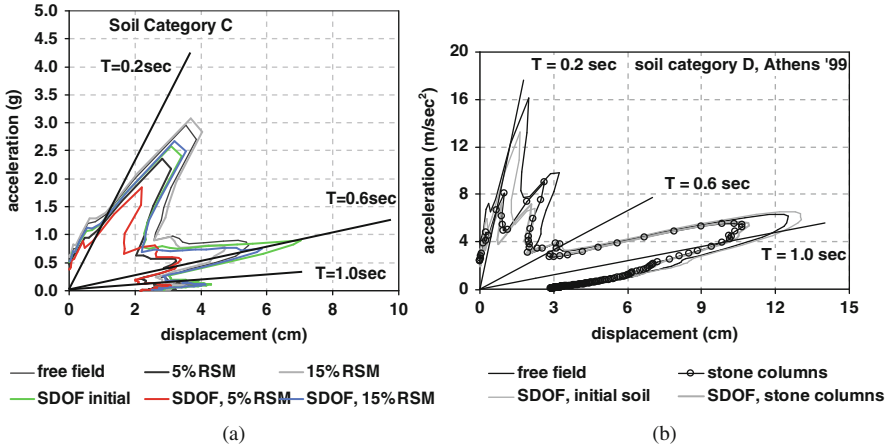 Soil Category C
T=0.2sec
T=0.6sec
T=1.0sec
acceleration (g)
5.0
4.5
4.0
3.5
3.0
2.5
2.0
1.5
1.0
0.5
0.0
0 2 4 6 8 10
displacement (cm)
free field 5%RSM 15%RSM
SDOF initial SDOF, 5%RSM SDOF, 15%RSM
(a)
(b)
T = 0.2 sec soil category D, Athens '99
T = 0.6 sec
T = 1.0 sec
acceleration (m/sec²)
20
16
12
8
4
0
0 3 6 9 12 15
displacement (cm)
free field stone columns
SDOF, initial soil SDOF, stone columns
(b)